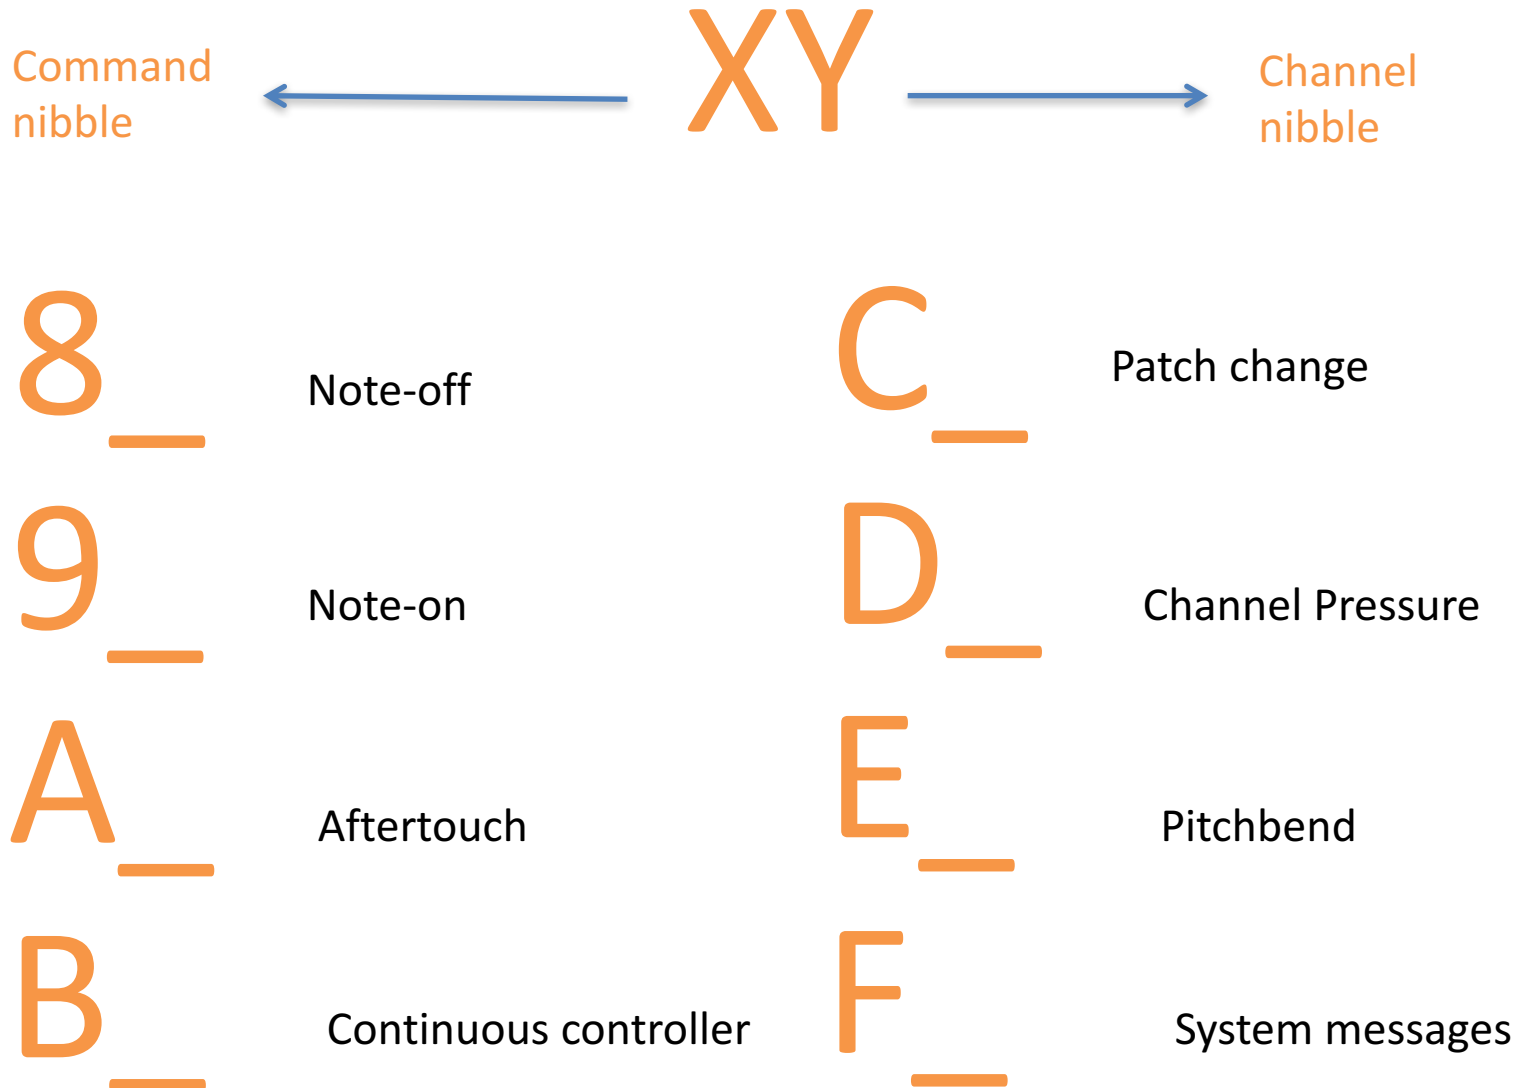 Command
nibble
XY
Channel
nibble
8_
Note-off
C_
Patch change
9_
Note-on
D_
Channel Pressure
A_
Aftertouch
E_
Pitchbend
B_
Continuous controller
F_
System messages